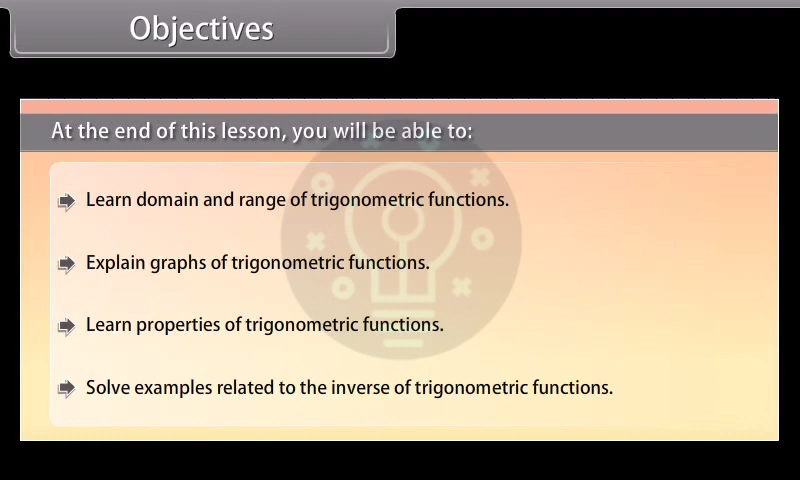 Objectives
At the end of this lesson, you will be able to:
Learn domain and range of trigonometric functions.
Explain graphs of trigonometric functions.
Learn properties of trigonometric functions.
Solve examples related to the inverse of trigonometric functions.